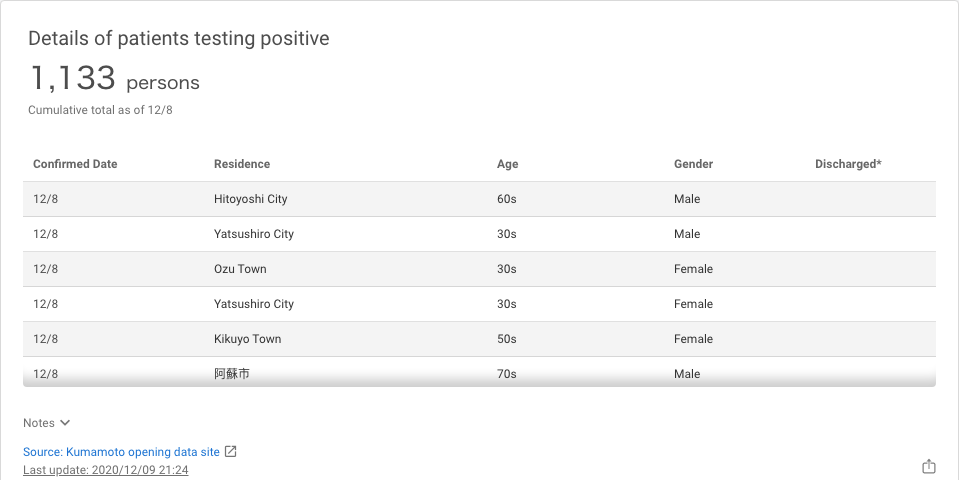 Details of patients testing positive
1,133 persons
Cumulative total as of 12/8
Confirmed Date Residence Age Gender Discharged*
12/8 Hitoyoshi City 60s Male
12/8 Yatsushiro City 30s Male
12/8 Ozu Town 30s Female
12/8 Yatsushiro City 30s Female
12/8 Kikuyo Town 50s Female
12/8 阿蘇市 70s Male
Notes
Source: Kumamoto opening data site
Last update: 2020/12/09 21:24